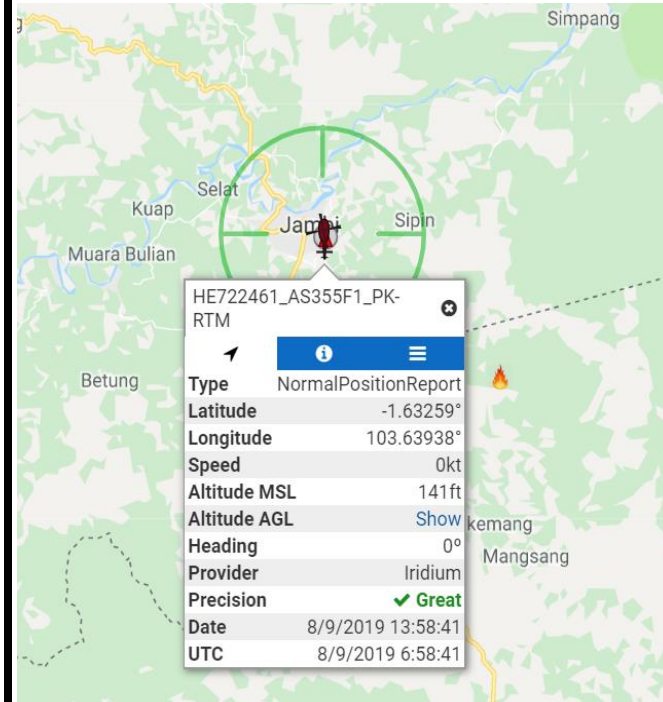 Simpang
Selat
Kuap
Sipin
Muara Bulian
HE722461_AS355F1_PK-
RTM
Betung
Type NormalPositionReport
Latitude -1.63259°
Longitude 103.63938°
Speed 0kt
Altitude MSL 141ft
Altitude AGL Show
kemang
Heading 0º
Mangsang
Provider Iridium
Precision ✔ Great
Date 8/9/2019 13:58:41
UTC 8/9/2019 6:58:41